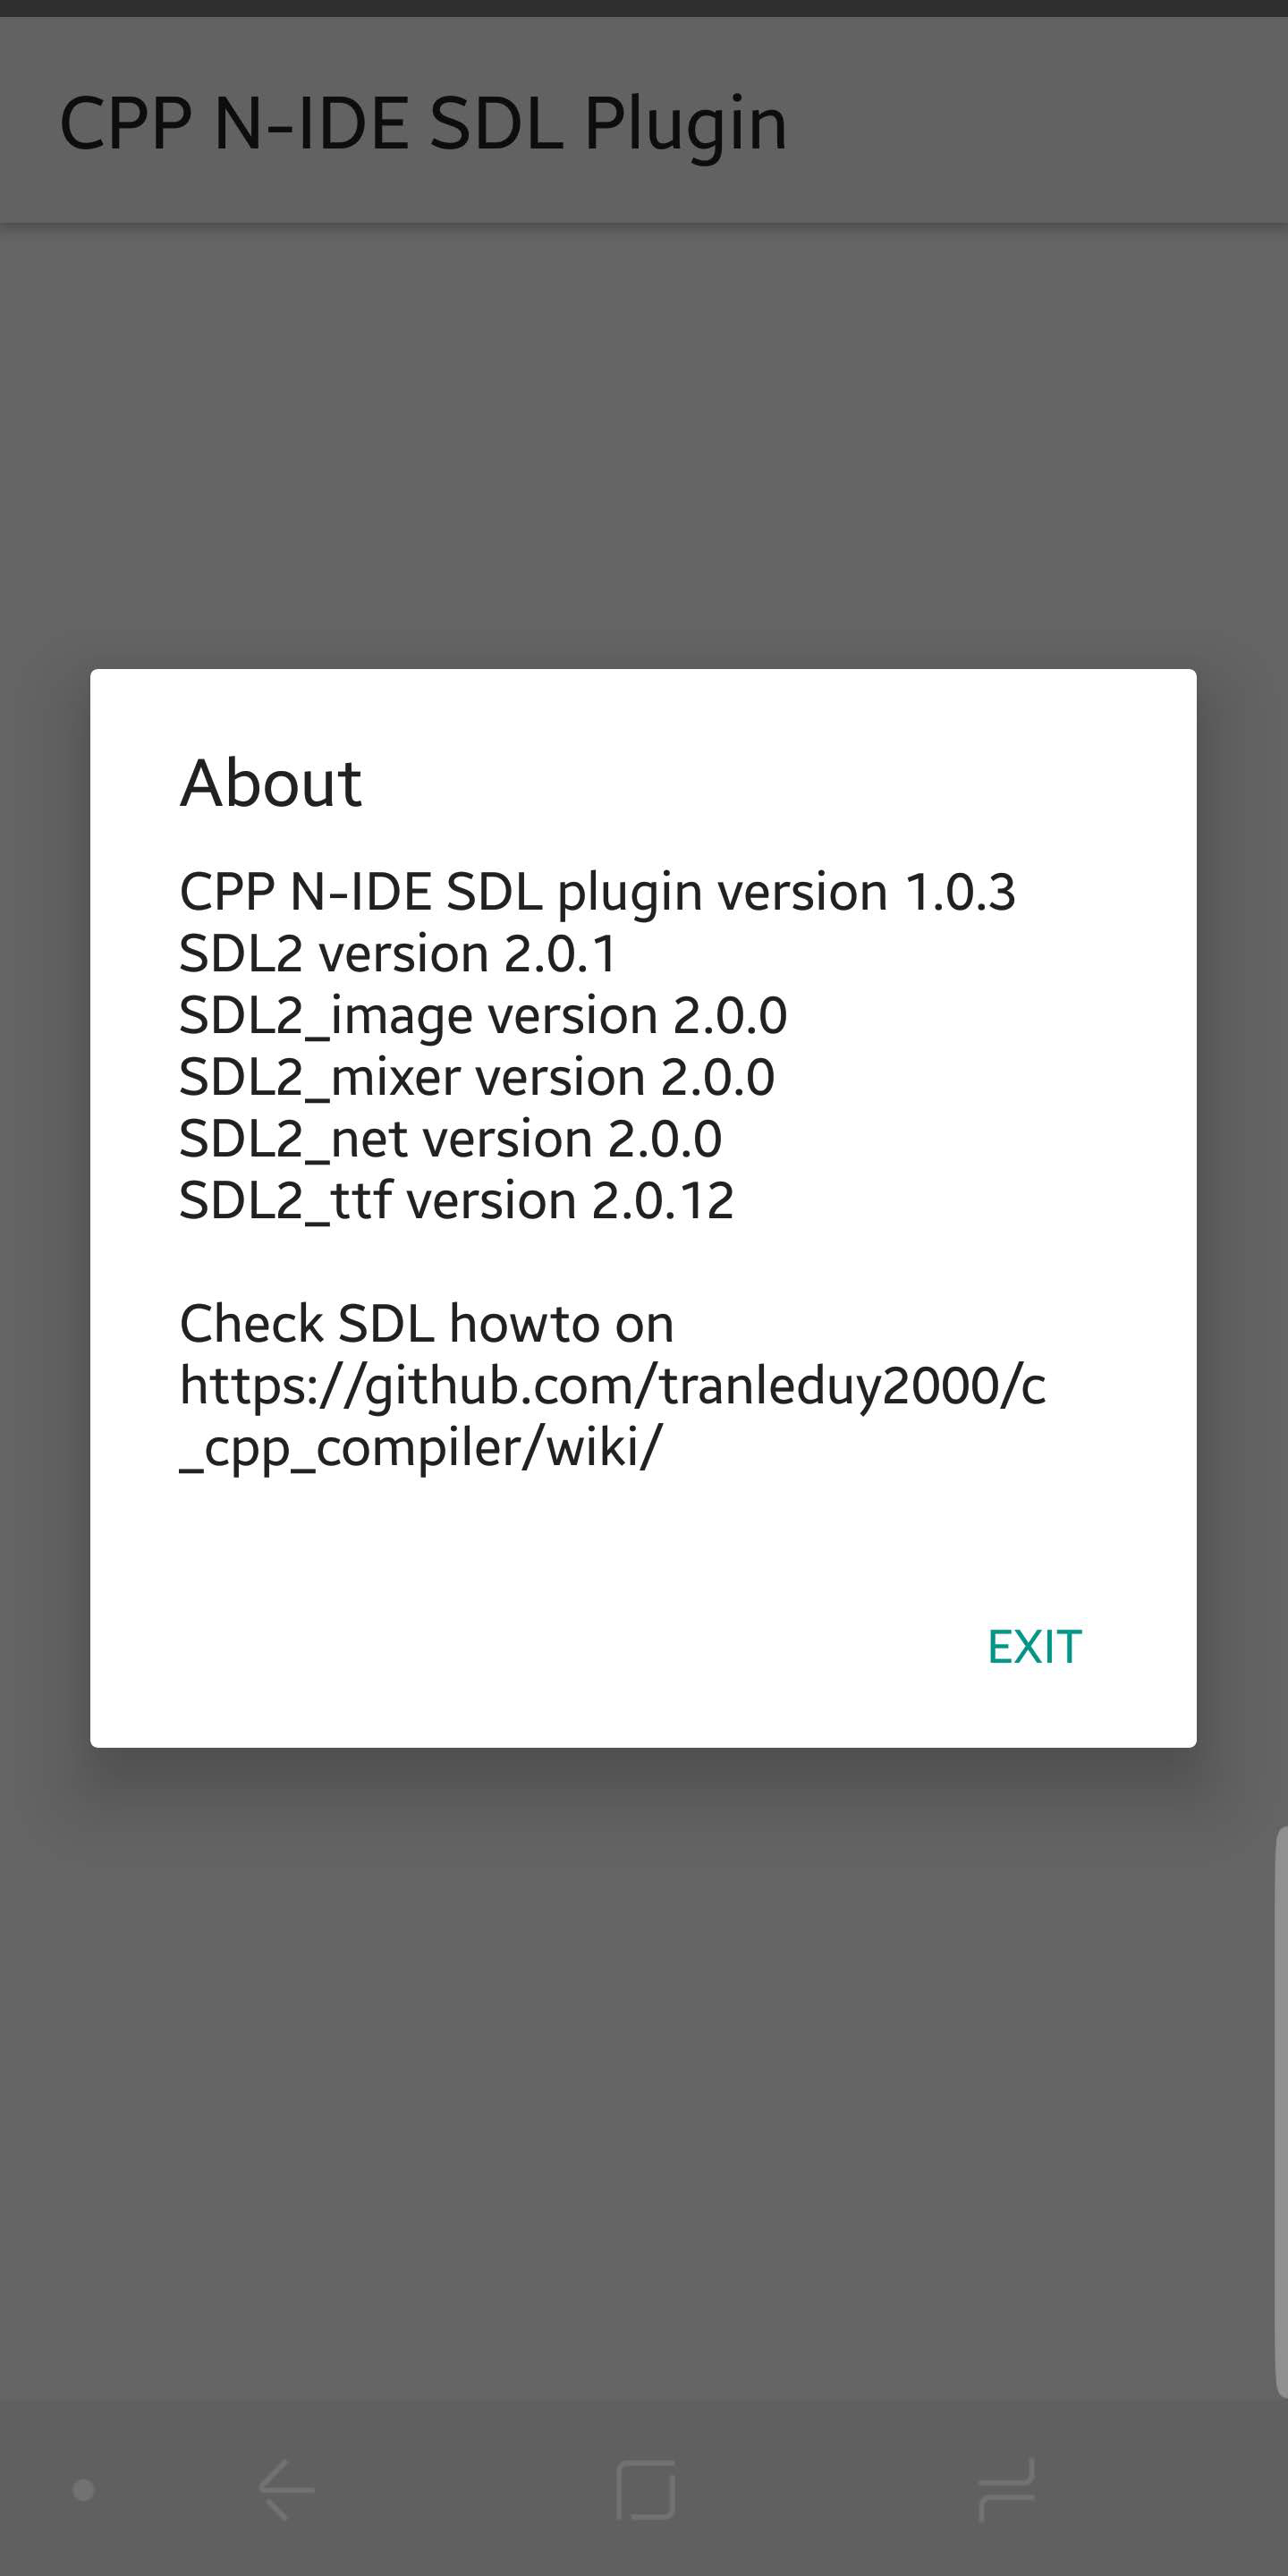 CPP N-IDE SDL Plugin
About
CPP N-IDE SDL plugin version 1.0.3
SDL2 version 2.0.1
SDL2_image version 2.0.0
SDL2_mixer version 2.0.0
SDL2_net version 2.0.0
SDL2_ttf version 2.0.12
Check SDL howto on
https://github.com/tranleduy2000/c
_cpp_compiler/wiki/
EXIT